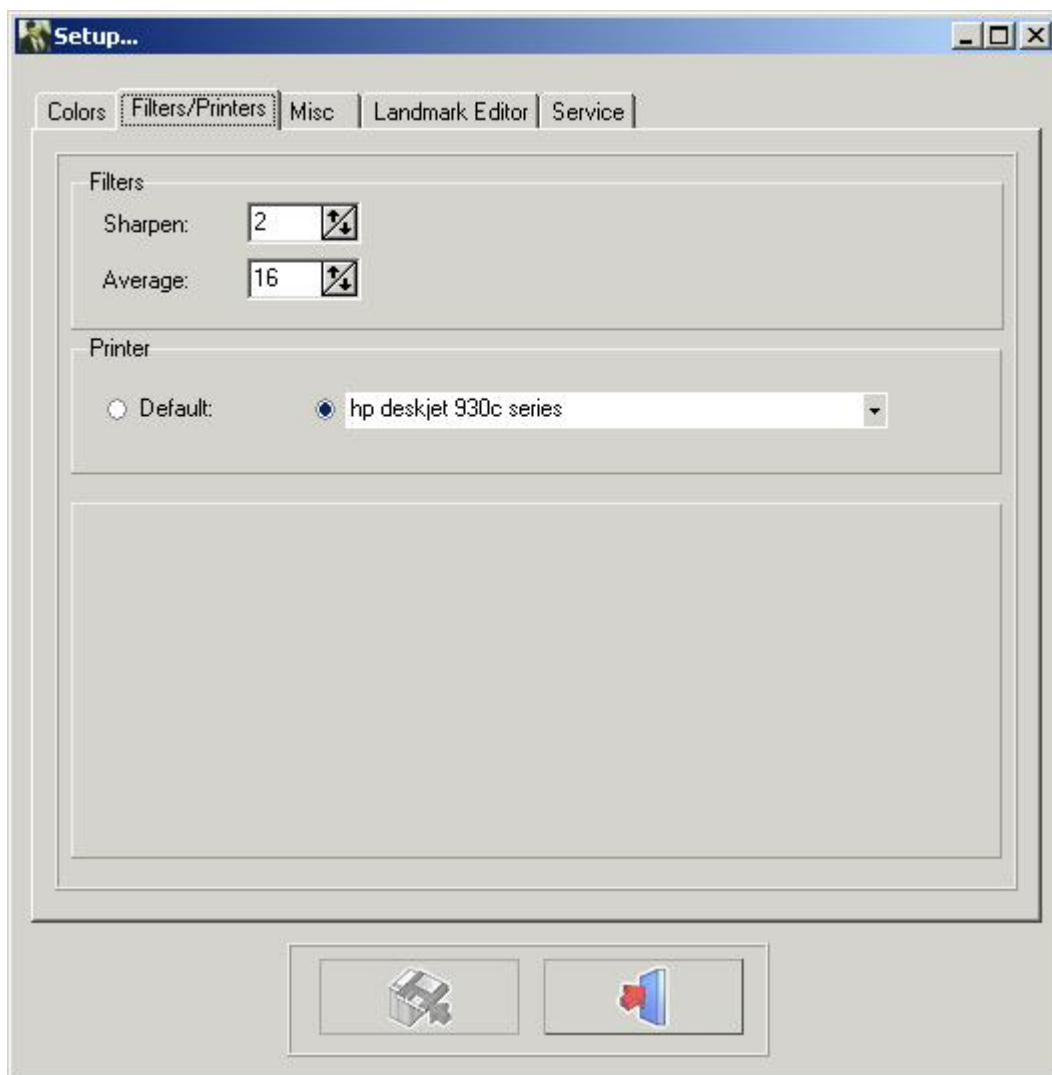 Setup...
Colors Filters/Printers Misc Landmark Editor Service
Filters
Sharpen: 2
Average: 16
Printer
Default: hp deskjet 930c series